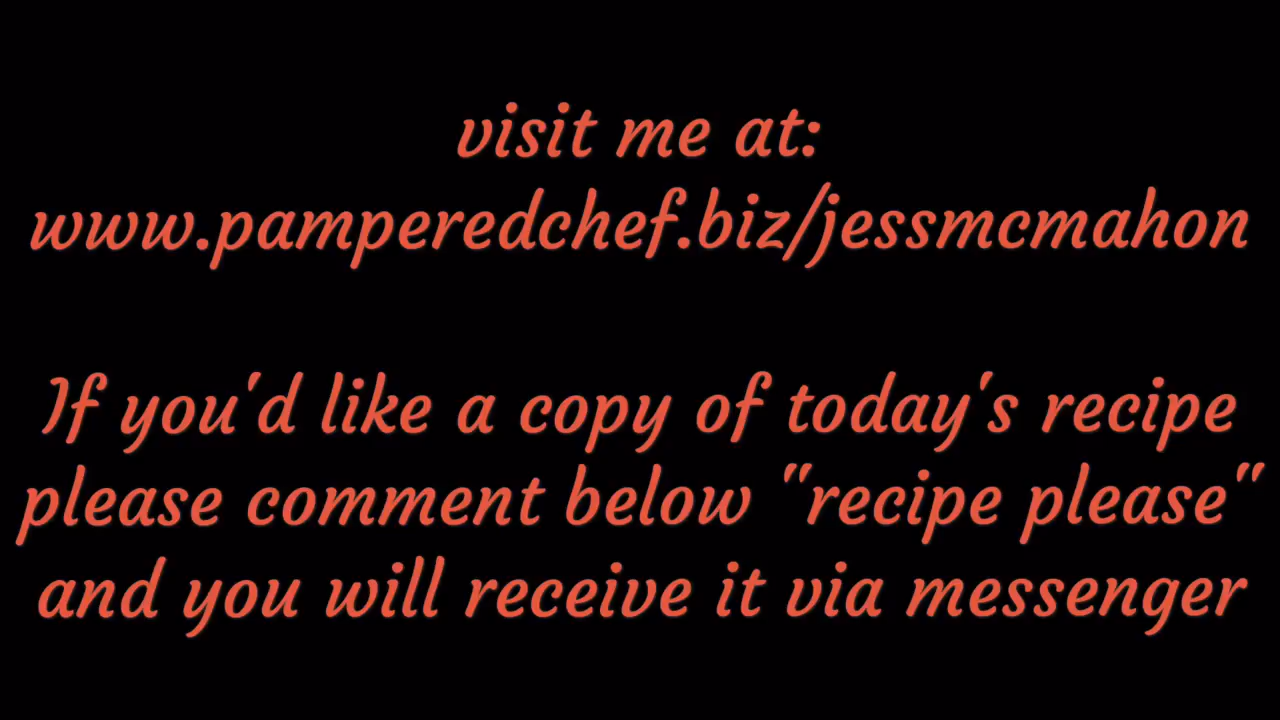 visit me at:
www.pamperedchef.biz/jessmcmahon
If you'd like a copy of today's recipe
please comment below "recipe please"
and you will receive it via messenger